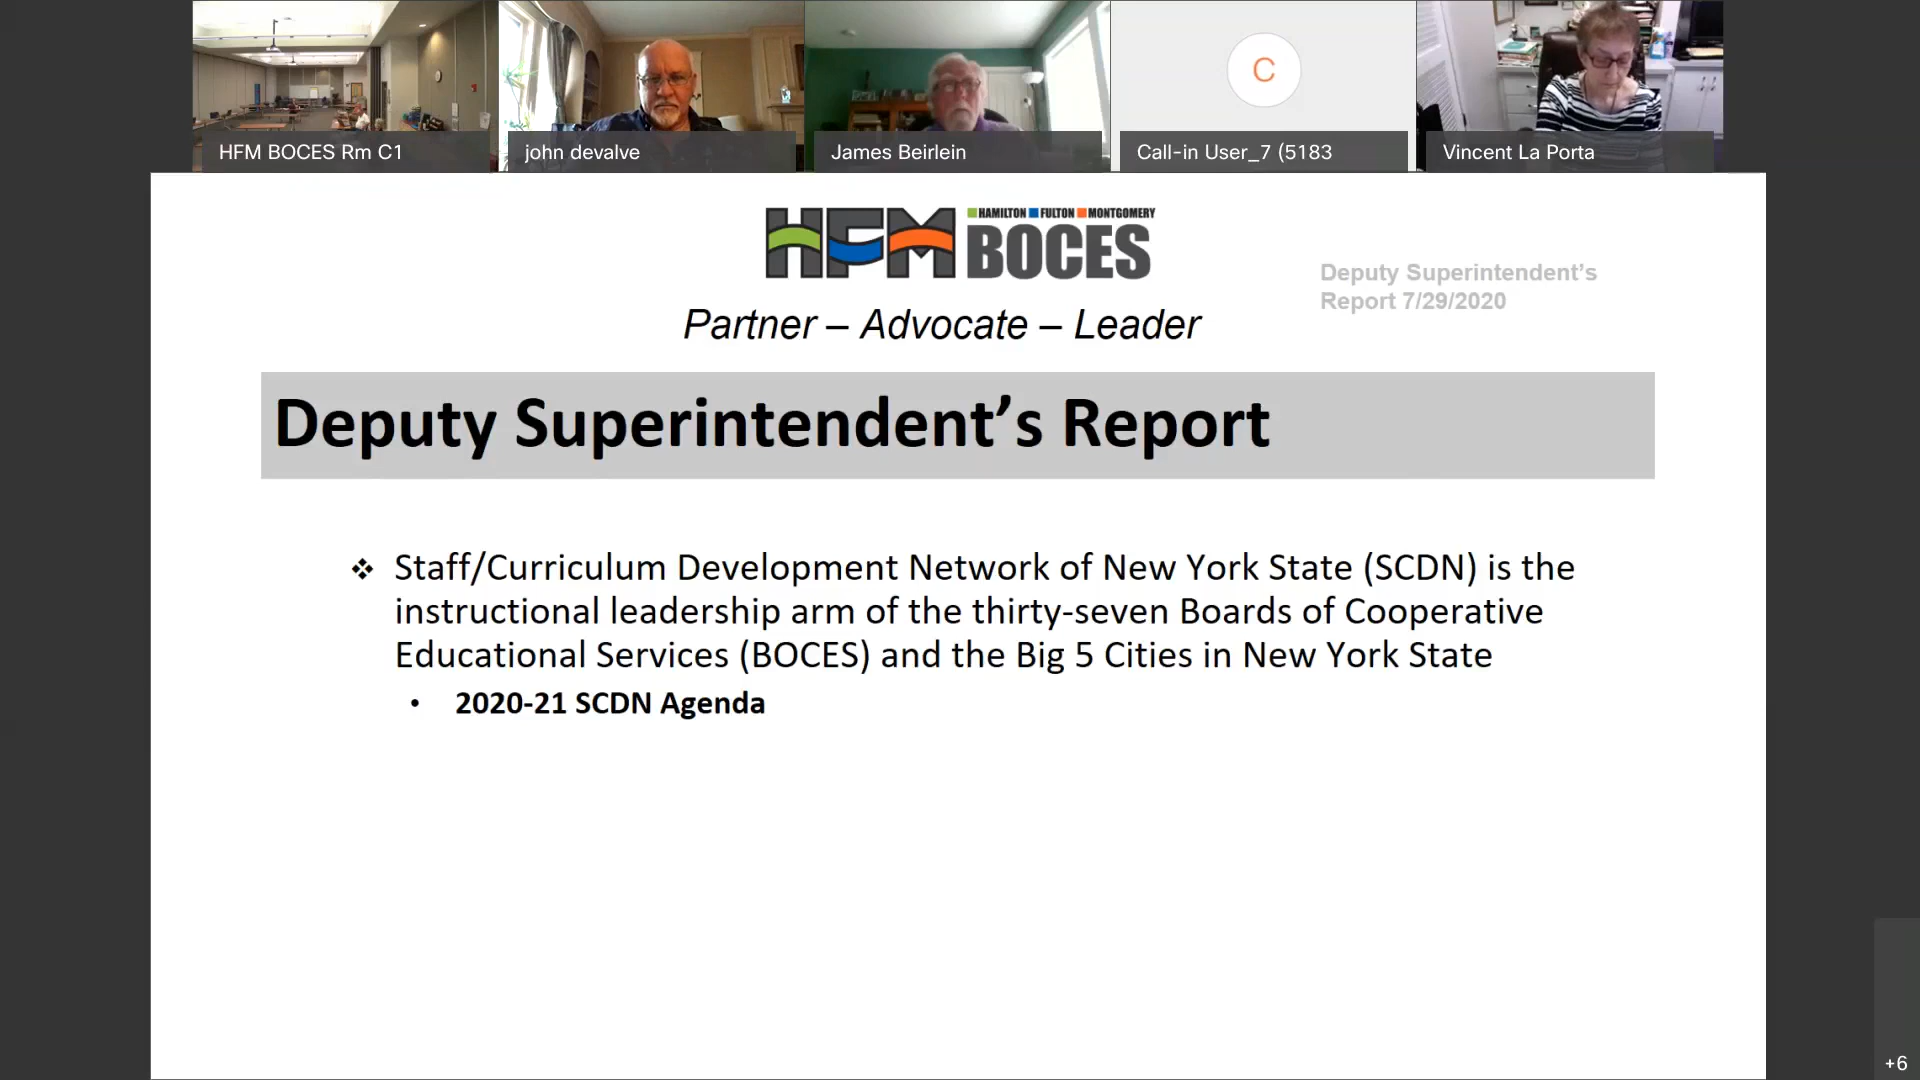 HFM BOCES Rm C1
john devalve
James Beirlein
C
Call-in User_7 (5183
Vincent La Porta
HFM
HAMILTON FULTON MONTGOMERY
BOCES
Partner – Advocate – Leader
Deputy Superintendent’s
Report 7/29/2020
Deputy Superintendent’s Report
❖ Staff/Curriculum Development Network of New York State (SCDN) is the
instructional leadership arm of the thirty-seven Boards of Cooperative
Educational Services (BOCES) and the Big 5 Cities in New York State
• 2020-21 SCDN Agenda
+6